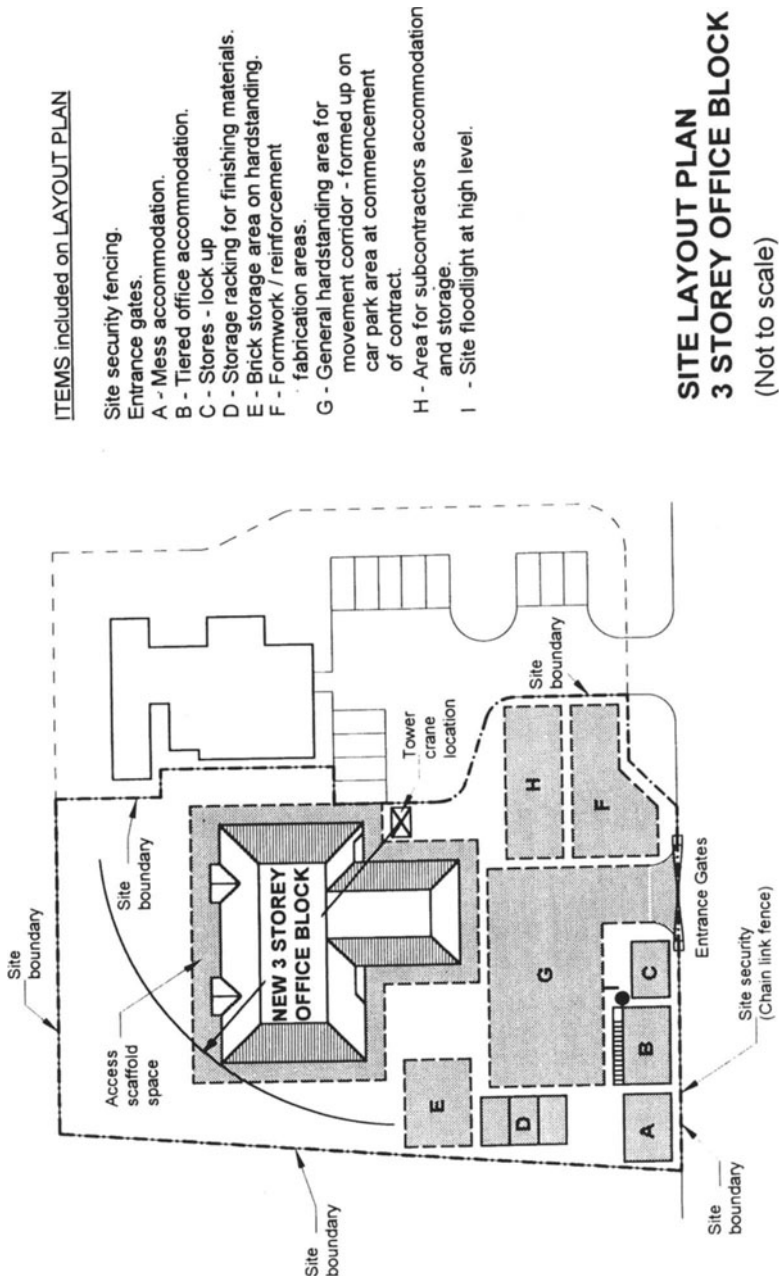 ITEMS included on LAYOUT PLAN
Site security fencing.
Entrance gates.
A - Mess accommodation.
B - Tiered office accommodation.
C - Stores - lock up
D - Storage racking for finishing materials.
E - Brick storage area on hardstanding.
F - Formwork / reinforcement
fabrication areas.
G - General hardstanding area for
movement corridor - formed up on
car park area at commencement
of contract.
H - Area for subcontractors accommodation
and storage.
I - Site floodlight at high level.
SITE LAYOUT PLAN
3 STOREY OFFICE BLOCK
(Not to scale)
Site
boundary
Access
scaffold
space
Site
boundary
NEW 3 STOREY
OFFICE BLOCK
Tower
crane
location
Site
boundary
Site
boundary
E
D
G
H
F
A
B
C
I
Entrance Gates
Site security
(Chain link fence)
Site
boundary